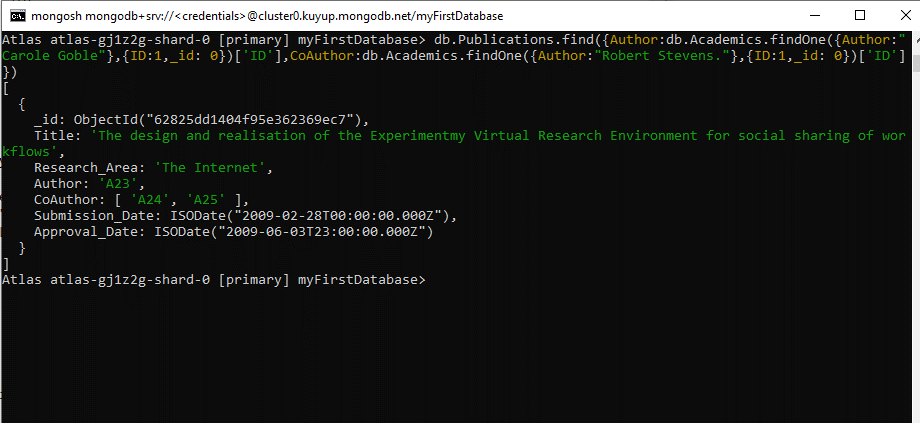 mongosh mongodb+srv://<credentials>@cluster0.kuyup.mongodb.net/myFirstDatabase
Atlas atlas-gj1z2g-shard-0 [primary] myFirstDatabase> db.Publications.find({Author:db.Academics.findOne({Author:"
Carole Goble"},{ID:1,_id: 0})['ID'],CoAuthor:db.Academics.findOne({Author:"Robert Stevens."},{ID:1,_id: 0})['ID']
})
[
  {
    _id: ObjectId("62825dd1404f95e362369ec7"),
    Title: 'The design and realisation of the Experimentmy Virtual Research Environment for social sharing of wor
kflows',
    Research_Area: 'The Internet',
    Author: 'A23',
    CoAuthor: [ 'A24', 'A25' ],
    Submission_Date: ISODate("2009-02-28T00:00:00.000Z"),
    Approval_Date: ISODate("2009-06-03T23:00:00.000Z")
  }
]
Atlas atlas-gj1z2g-shard-0 [primary] myFirstDatabase>